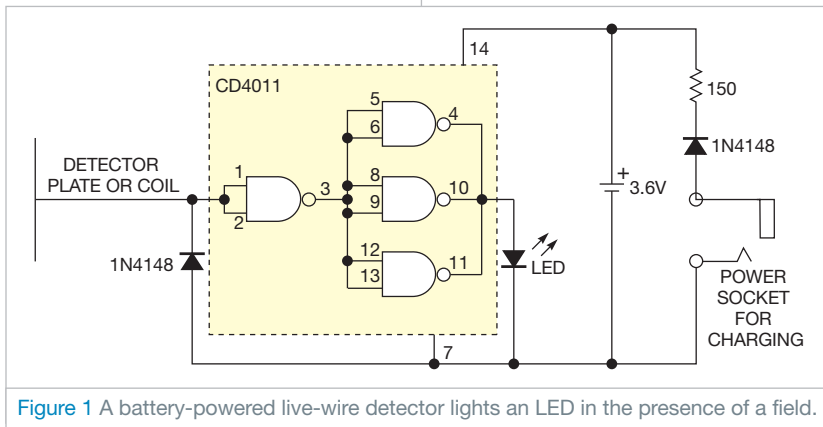 14
CD4011
150
5
6
4
1N4148
DETECTOR
PLATE OR COIL
1
2
3
8
9
10
+
3.6V
12
13
11
1N4148
LED
POWER
SOCKET
FOR
CHARGING
7
Figure 1 A battery-powered live-wire detector lights an LED in the presence of a field.